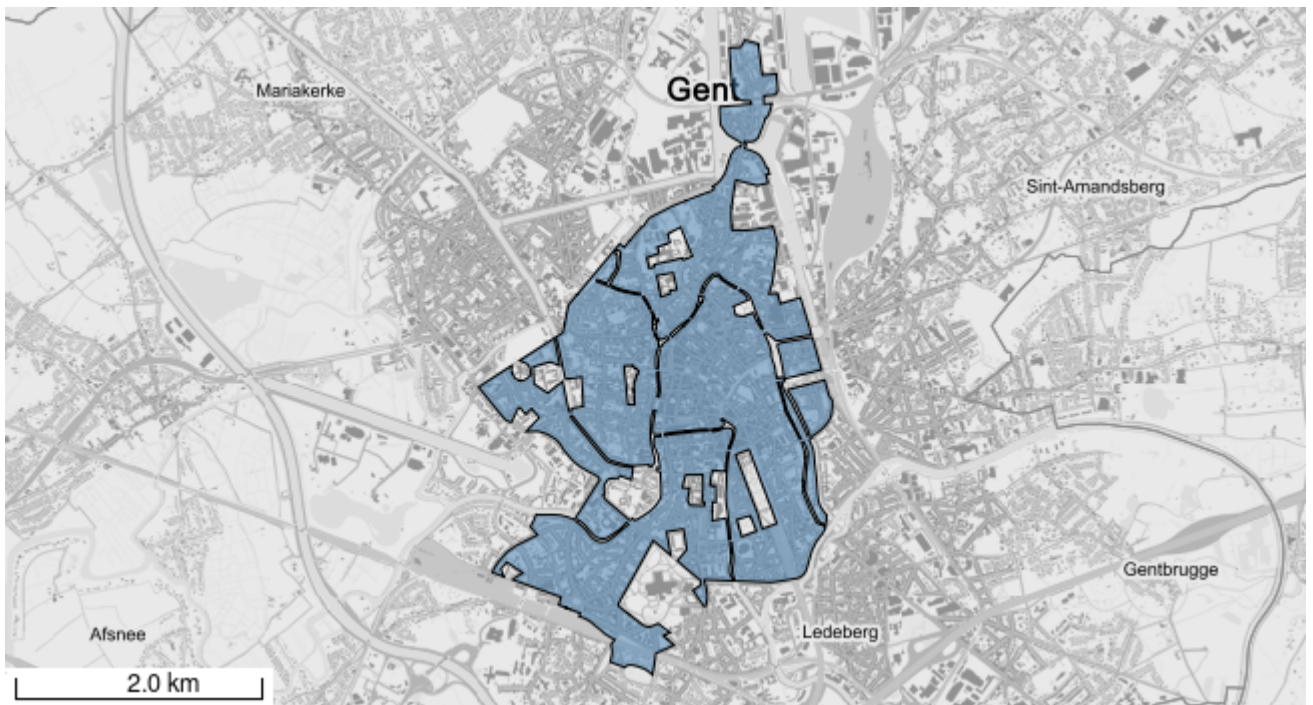 Gent
Mariakerke
Sint-Amandsberg
Gentbrugge
Afsnee
Ledeberg
2.0 km